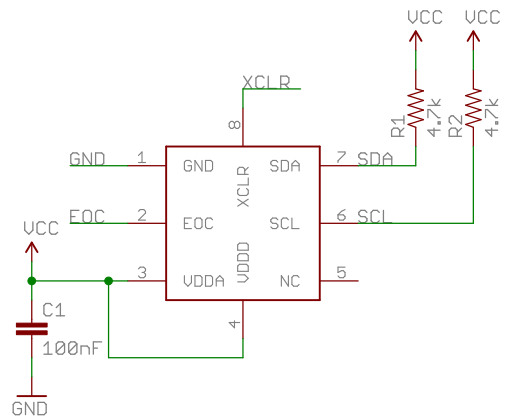 VCC VCC
XCLR
8
R1 4.7k R2 4.7k
GND 1 GND XCLR SDA 7 SDA
EOC 2 EOC SCL 6 SCL
VCC
3 VDDA VDDD NC 5
C1
100nF
4
GND